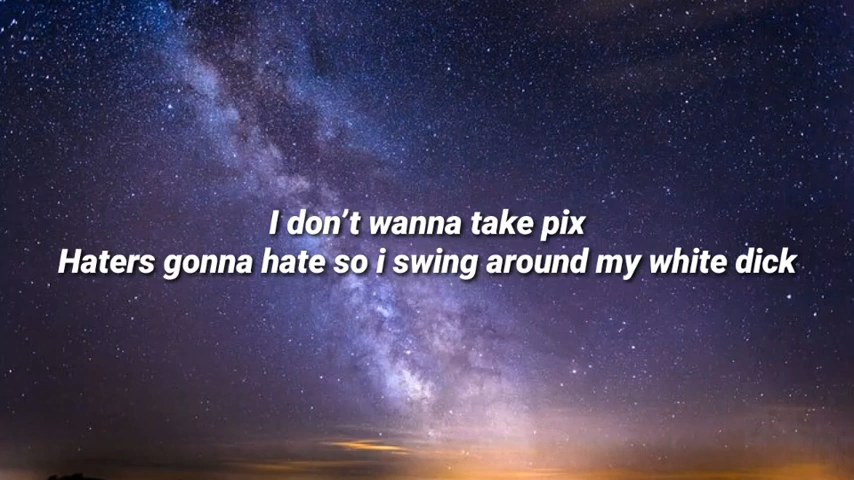 I don’t wanna take pix
Haters gonna hate so i swing around my white dick